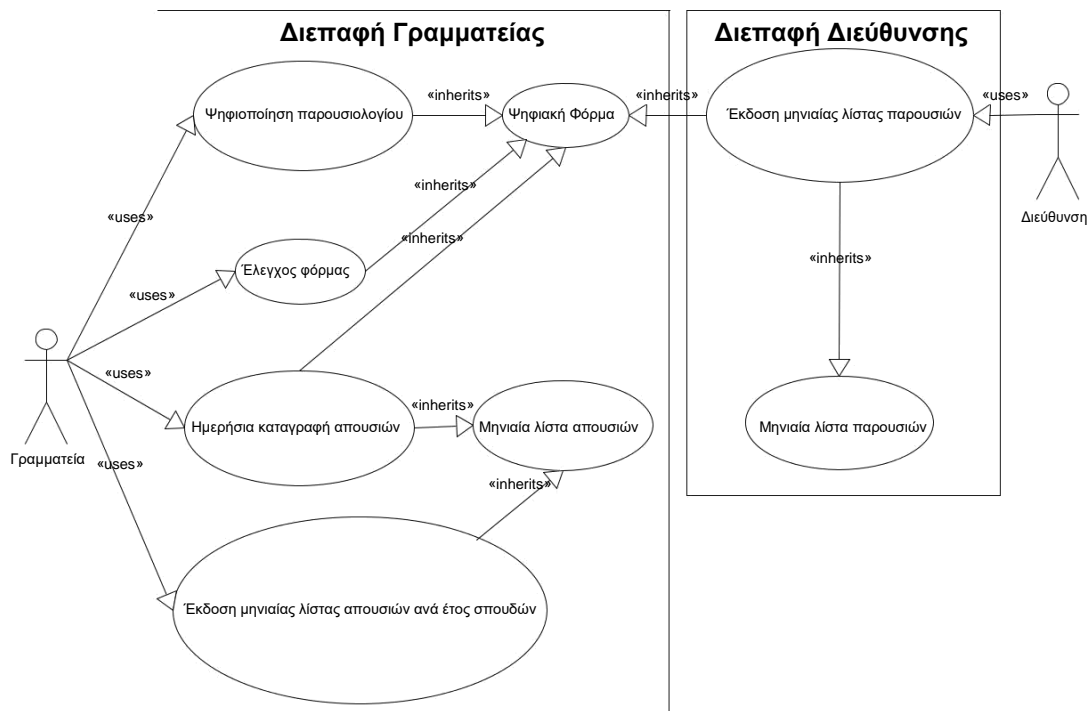 Διεπαφή Γραμματείας
Διεπαφή Διεύθυνσης
«inherits»
«inherits»
«uses»
Ψηφιοποίηση παρουσιολογίου
Ψηφιακή Φόρμα
Έκδοση μηνιαίας λίστας παρουσιών
«inherits»
«uses»
Διεύθυνση
«inherits»
«inherits»
Έλεγχος φόρμας
«uses»
«uses»
«inherits»
Ημερήσια καταγραφή απουσιών
Μηνιαία λίστα απουσιών
Μηνιαία λίστα παρουσιών
Γραμματεία
«uses»
«inherits»
Έκδοση μηνιαίας λίστας απουσιών ανά έτος σπουδών